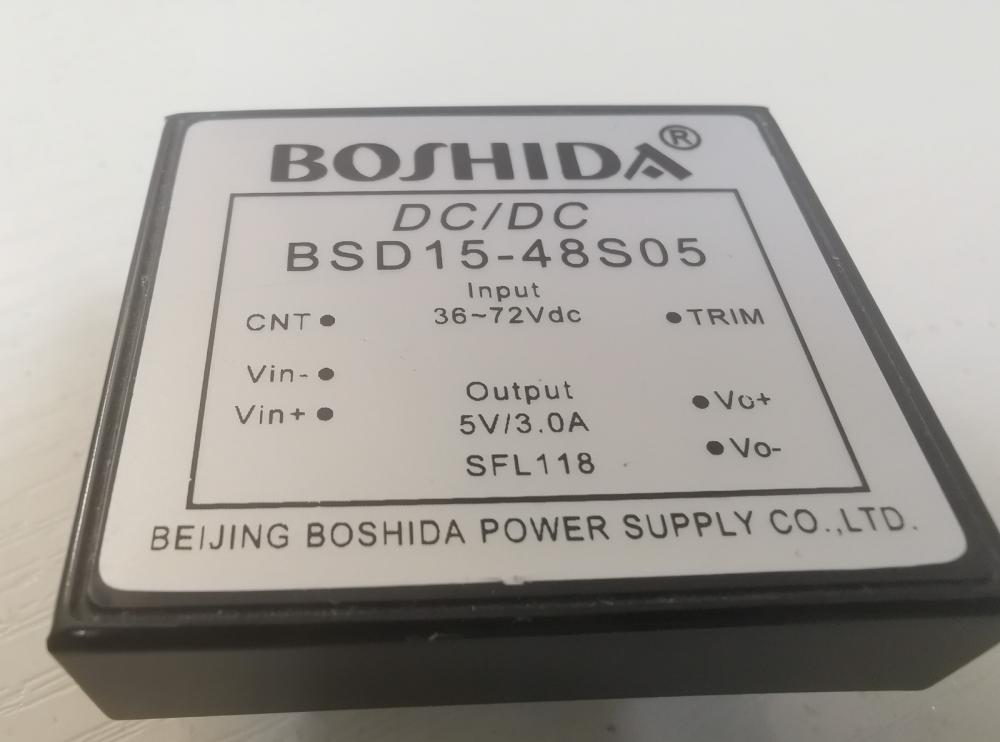 BOSHIDA®
DC/DC
BSD15-48S05
Input
CNT● 36~72Vdc ●TRIM
Vin-●
Output ●Vo+
Vin+● 5V/3.0A
SFL118 ●Vo-
BEIJING BOSHIDA POWER SUPPLY CO.,LTD.